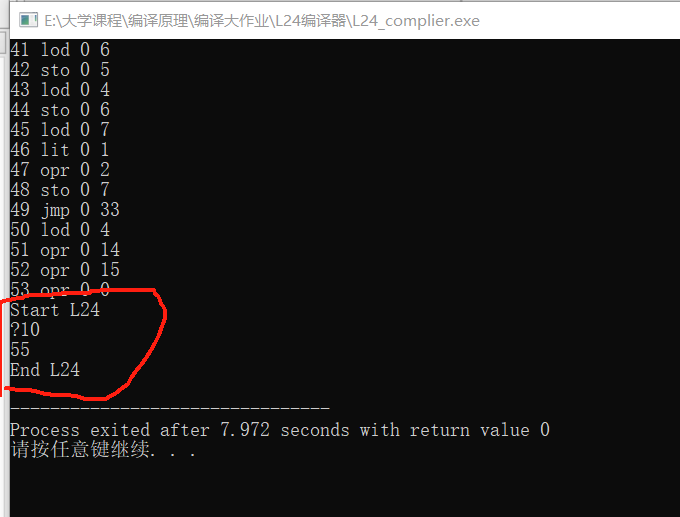 E:\大学课程\编译原理\编译大作业\L24编译器\L24_complier.exe
41 lod 0 6
42 sto 0 5
43 lod 0 4
44 sto 0 6
45 lod 0 7
46 lit 0 1
47 opr 0 2
48 sto 0 7
49 jmp 0 33
50 lod 0 4
51 opr 0 14
52 opr 0 15
53 opr 0 0
Start L24
?10
55
End L24
--------------------------------
Process exited after 7.972 seconds with return value 0
请按任意键继续. . .